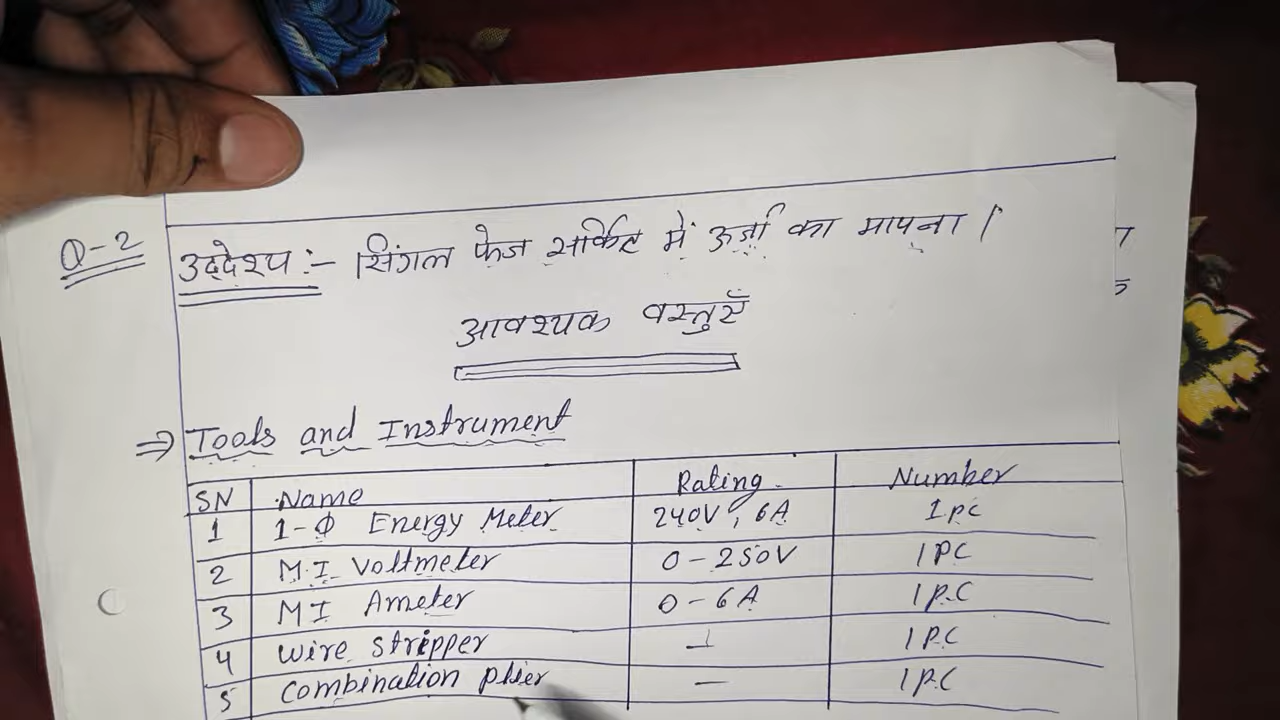 Q-2
उद्देश्य :- सिंगल फेज सर्किट में ऊर्जा का मापना ।
आवश्यक वस्तुएँ
⇒ Tools and Instrument
SN Name Rating. Number
1 1-Φ Energy Meter 240V, 6A 1 pc
2 M.I Voltmeter 0-250V 1 PC
3 MI Ameter 0-6A 1 P.C
4 Wire stripper - 1 P.C
5 Combination plier - 1 P.C